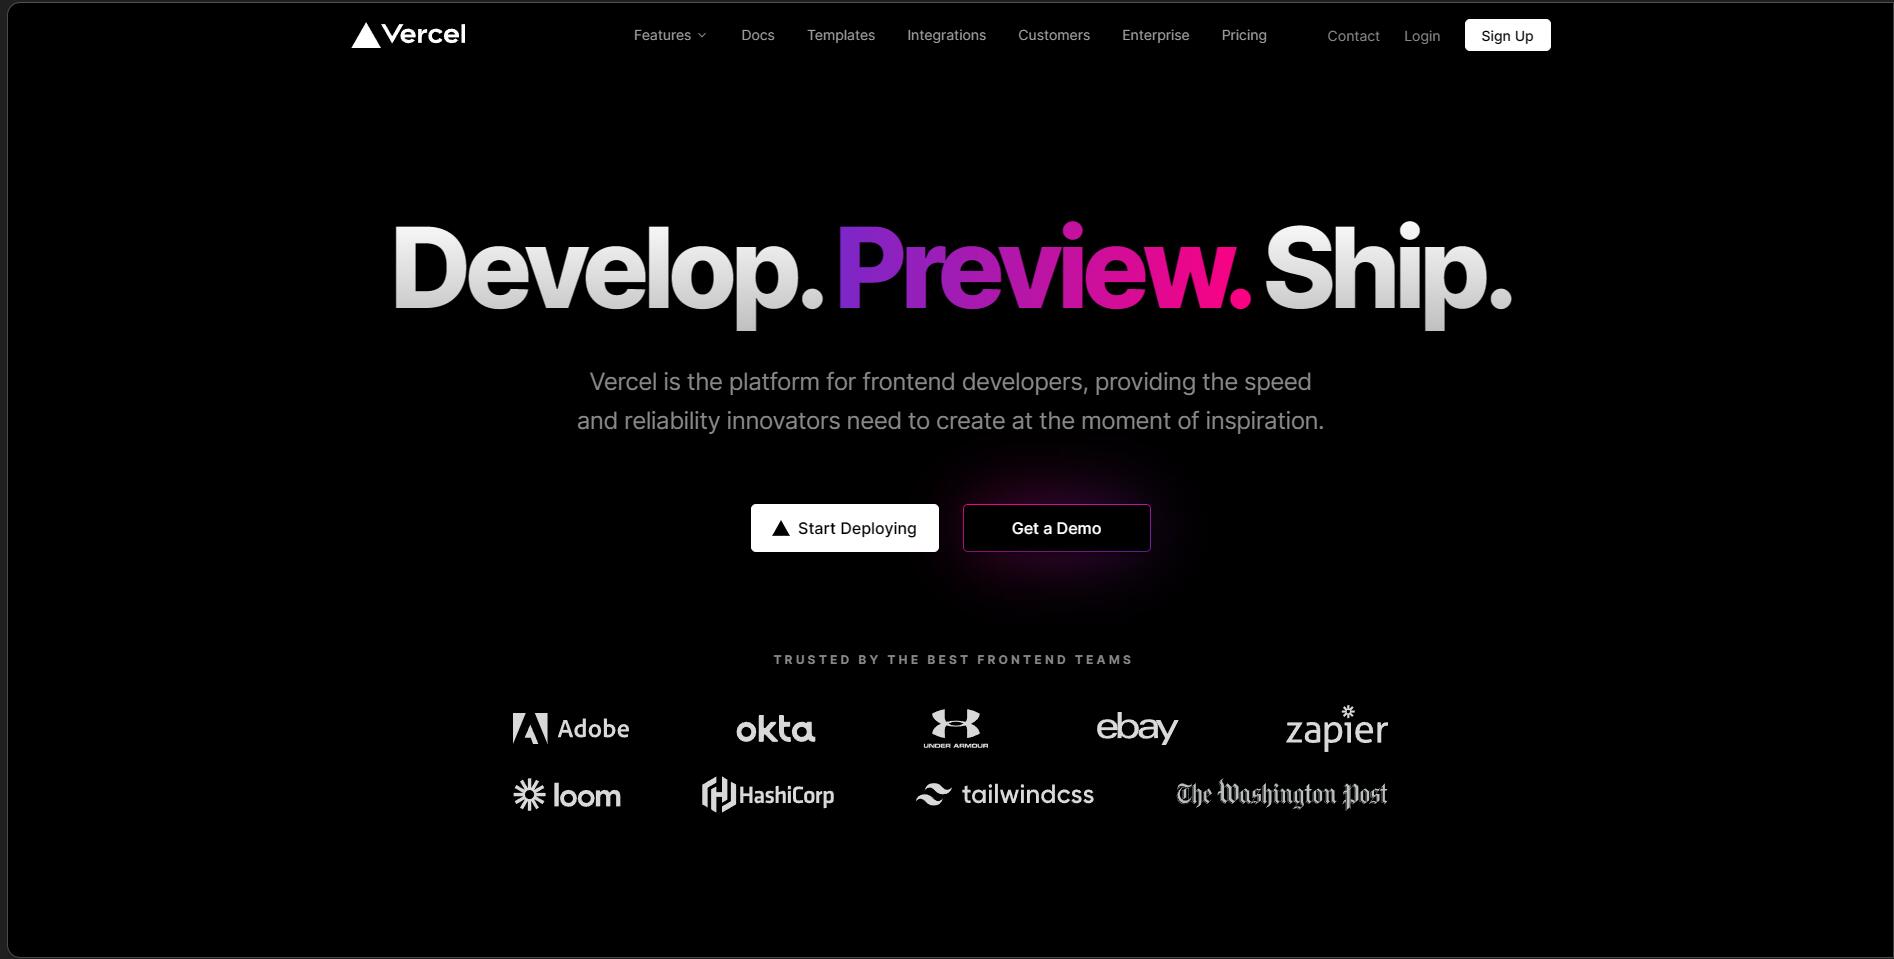 Vercel
Features Docs Templates Integrations Customers Enterprise Pricing Contact Login Sign Up
Develop. Preview. Ship.
Vercel is the platform for frontend developers, providing the speed
and reliability innovators need to create at the moment of inspiration.
Start Deploying Get a Demo
TRUSTED BY THE BEST FRONTEND TEAMS
Adobe okta UNDER ARMOUR ebay zapier
loom HashiCorp tailwindcss The Washington Post